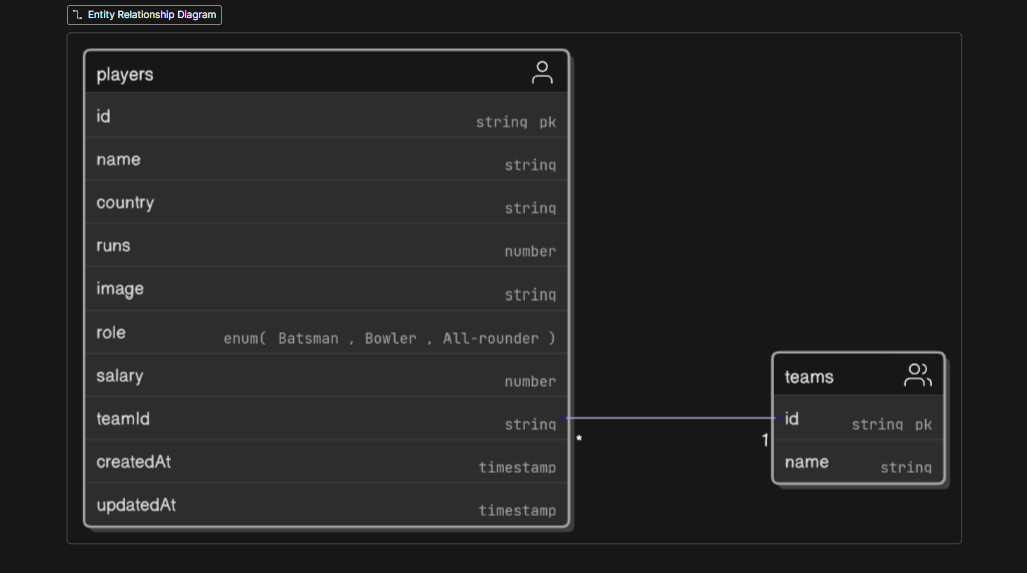 Entity Relationship Diagram
players
id string pk
name string
country string
runs number
image string
role enum( Batsman , Bowler , All-rounder )
salary number
teamId string
createdAt timestamp
updatedAt timestamp
* 1
teams
id string pk
name string